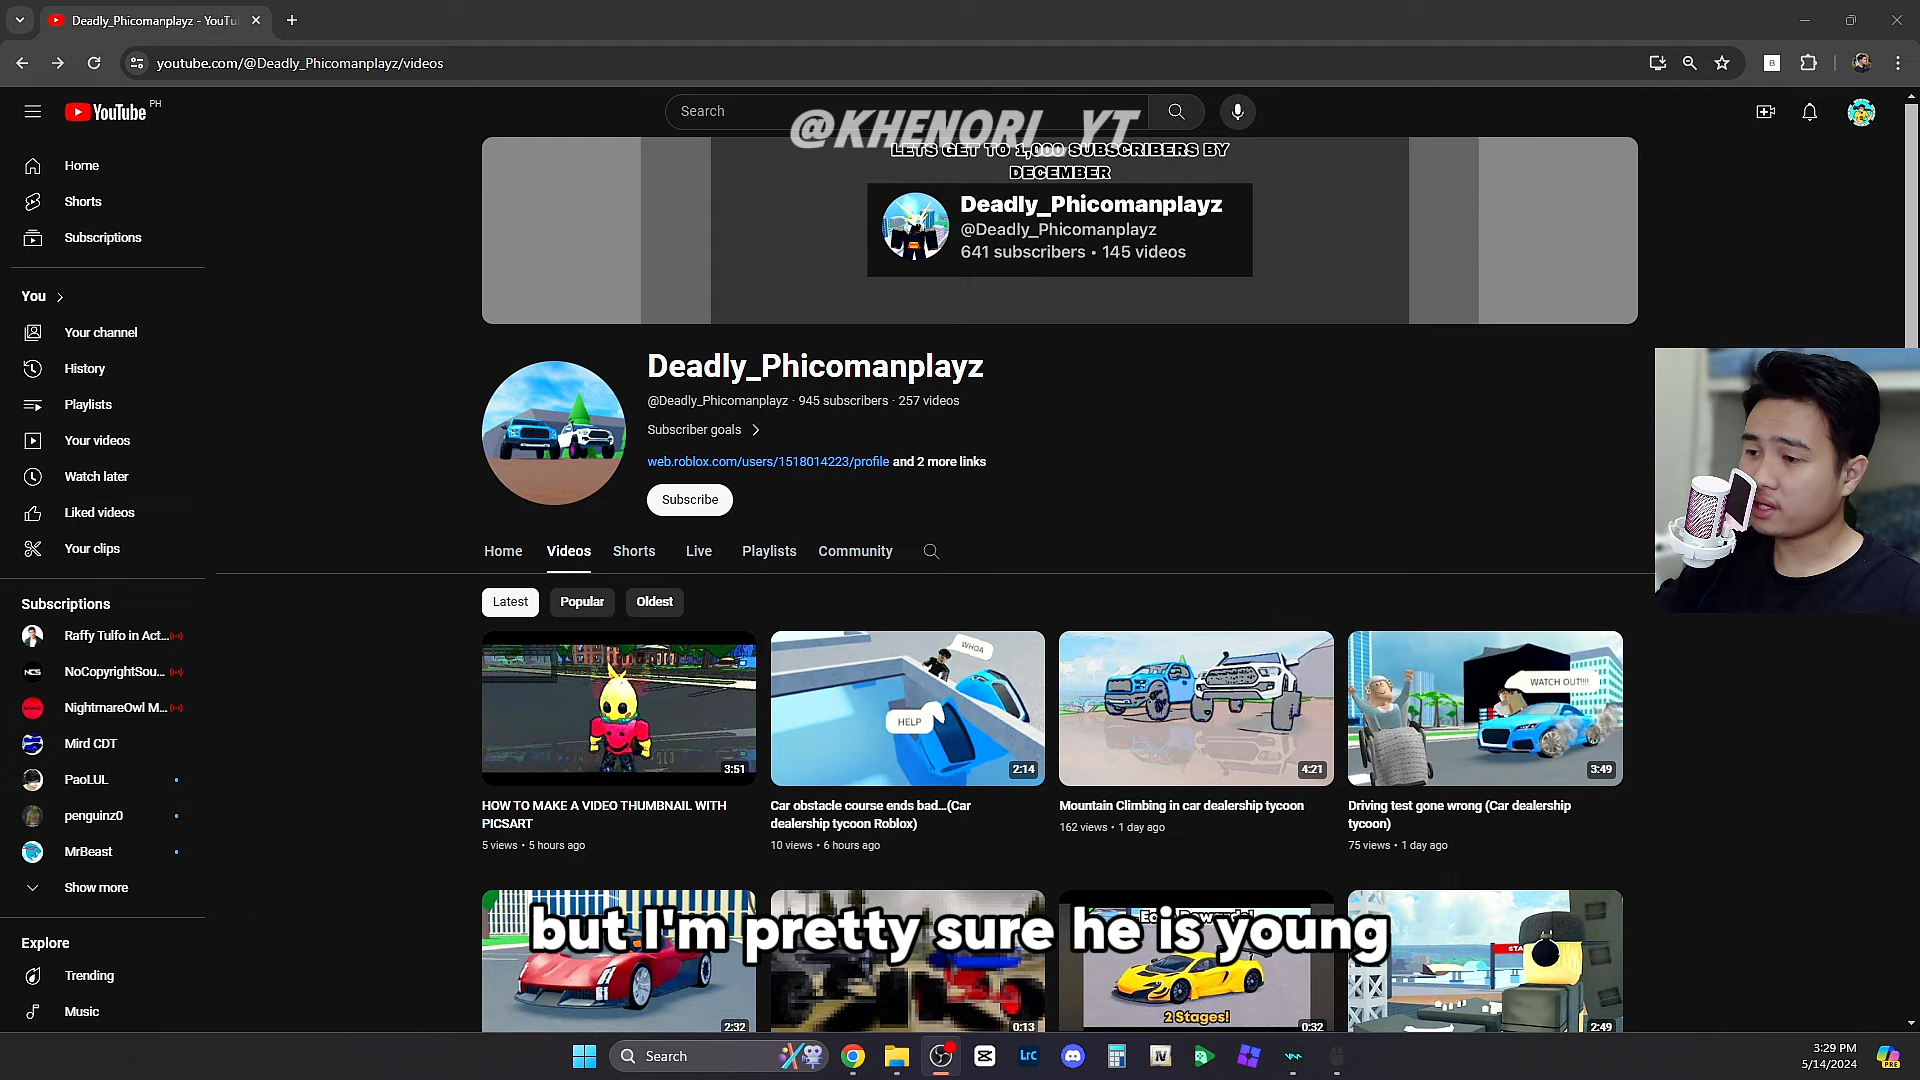 Deadly_Phicomanplayz - YouTu
youtube.com/@Deadly_Phicomanplayz/videos
B
YouTube PH
Search
@KHENORI_YT
LETS GET TO 1,000 SUBSCRIBERS BY
DECEMBER
Deadly_Phicomanplayz
@Deadly_Phicomanplayz
641 subscribers • 145 videos
Home
Shorts
Subscriptions
You
Your channel
History
Playlists
Your videos
Watch later
Liked videos
Your clips
Subscriptions
Raffy Tulfo in Act...
NoCopyrightSou...
NightmareOwl M...
Mird CDT
PaoLUL
penguinz0
MrBeast
Show more
Explore
Trending
Music
Deadly_Phicomanplayz
@Deadly_Phicomanplayz · 945 subscribers · 257 videos
Subscriber goals
web.roblox.com/users/1518014223/profile and 2 more links
Subscribe
Home Videos Shorts Live Playlists Community
Latest Popular Oldest
3:51
WHOA
HELP
2:14
4:21
WATCH OUT!!!!
3:49
HOW TO MAKE A VIDEO THUMBNAIL WITH
PICSART
5 views • 5 hours ago
Car obstacle course ends bad...(Car
dealership tycoon Roblox)
10 views • 6 hours ago
Mountain Climbing in car dealership tycoon
162 views • 1 day ago
Driving test gone wrong (Car dealership
tycoon)
75 views • 1 day ago
but I'm pretty sure he is young
2:32
0:13
2 Stages!
0:32
STA
2:49
Search
LrC
3:29 PM
5/14/2024
PRE